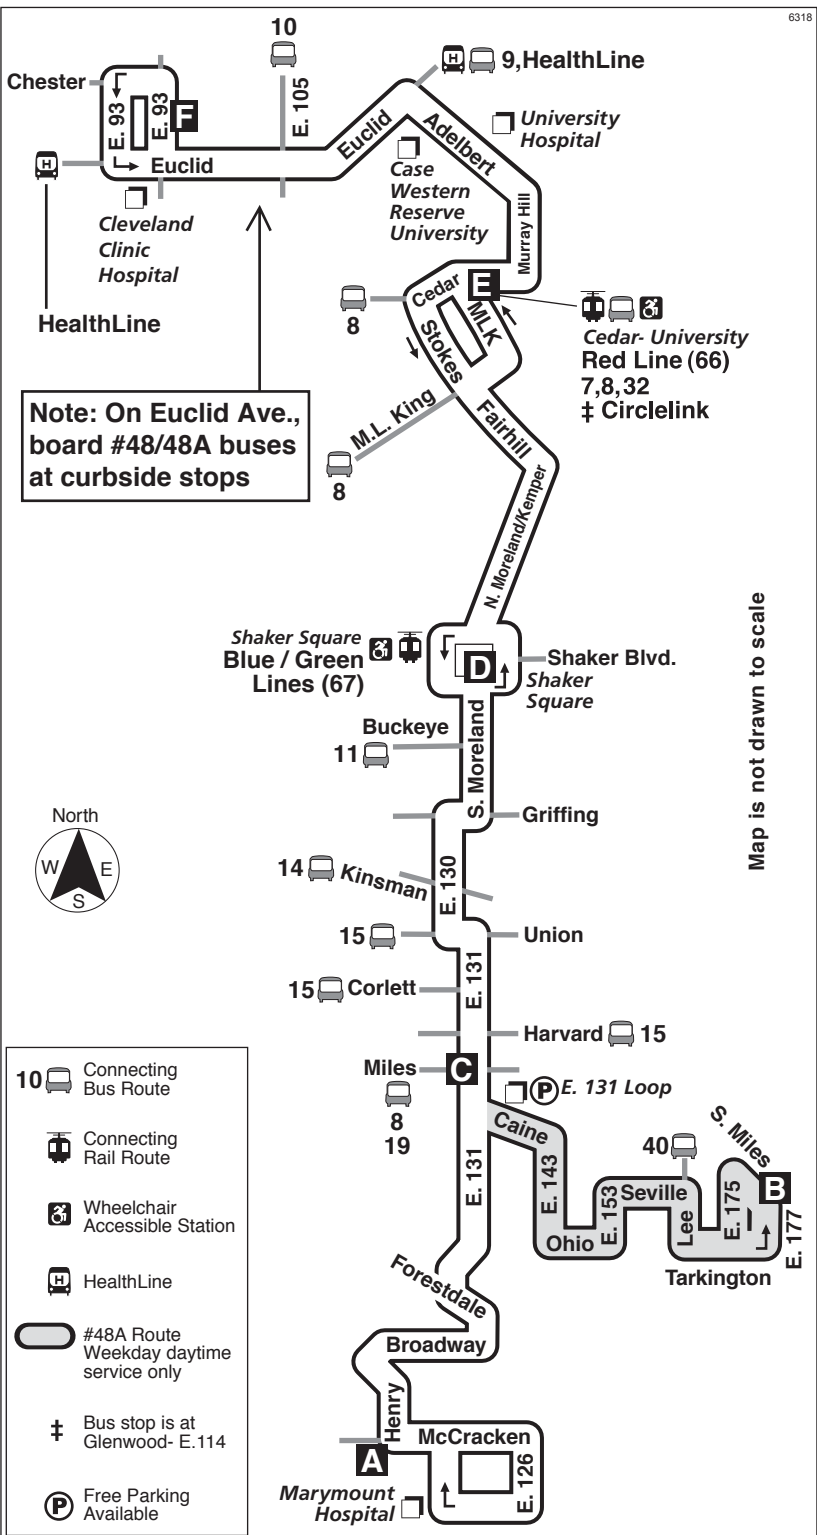 6318
10
9,HealthLine
Chester
E. 93
E. 93
F
E. 105
Euclid
Adelbert
University
Hospital
H
H
Euclid
Case
Western
Reserve
University
Murray Hill
Cleveland
Clinic
Hospital
HealthLine
Cedar
E
8
MLK
Stokes
Cedar- University
Red Line (66)
7,8,32
‡ Circlelink
Note: On Euclid Ave.,
board #48/48A buses
at curbside stops
M.L. King
8
Fairhill
N. Moreland/Kemper
Shaker Square
Blue / Green
Lines (67)
D
Shaker Blvd.
Shaker
Square
Map is not drawn to scale
Buckeye
11
S. Moreland
Griffing
North
W E
S
14 Kinsman
E. 130
15
Union
E. 131
15 Corlett
Harvard 15
Miles
C
8
19
P E. 131 Loop
Caine
E. 143
Ohio
E. 153
Seville
40
Lee
Tarkington
E. 175
S. Miles
B
E. 177
E. 131
Forestdale
Broadway
Henry
A
McCracken
E. 126
Marymount
Hospital
10 Connecting
Bus Route
Connecting
Rail Route
Wheelchair
Accessible Station
H HealthLine
#48A Route
Weekday daytime
service only
‡ Bus stop is at
Glenwood- E.114
P Free Parking
Available